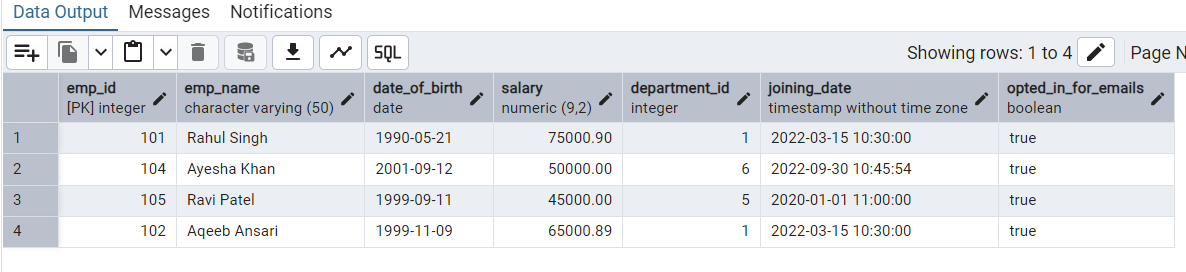 Data Output Messages Notifications
SQL Showing rows: 1 to 4 Page N
emp_id emp_name date_of_birth salary department_id joining_date opted_in_for_emails
[PK] integer character varying (50) date numeric (9,2) integer timestamp without time zone boolean
1 101 Rahul Singh 1990-05-21 75000.90 1 2022-03-15 10:30:00 true
2 104 Ayesha Khan 2001-09-12 50000.00 6 2022-09-30 10:45:54 true
3 105 Ravi Patel 1999-09-11 45000.00 5 2020-01-01 11:00:00 true
4 102 Aqeeb Ansari 1999-11-09 65000.89 1 2022-03-15 10:30:00 true